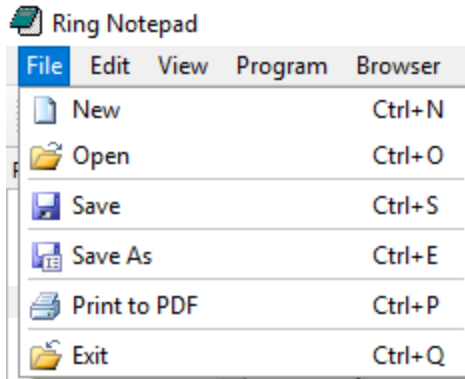 Ring Notepad
File Edit View Program Browser
New Ctrl+N
Open Ctrl+O
Save Ctrl+S
Save As Ctrl+E
Print to PDF Ctrl+P
Exit Ctrl+Q